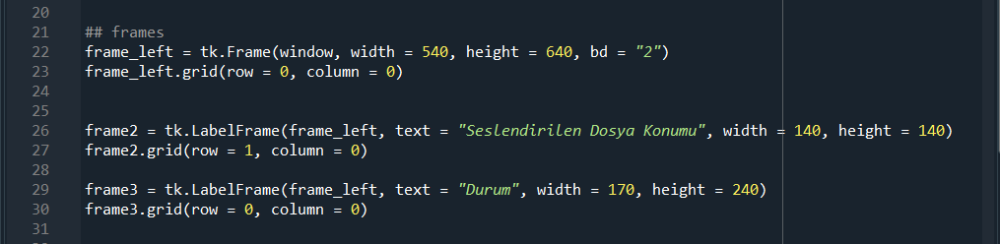 20
21 ## frames
22 frame_left = tk.Frame(window, width = 540, height = 640, bd = "2")
23 frame_left.grid(row = 0, column = 0)
24
25
26 frame2 = tk.LabelFrame(frame_left, text = "Seslendirilen Dosya Konumu", width = 140, height = 140)
27 frame2.grid(row = 1, column = 0)
28
29 frame3 = tk.LabelFrame(frame_left, text = "Durum", width = 170, height = 240)
30 frame3.grid(row = 0, column = 0)
31